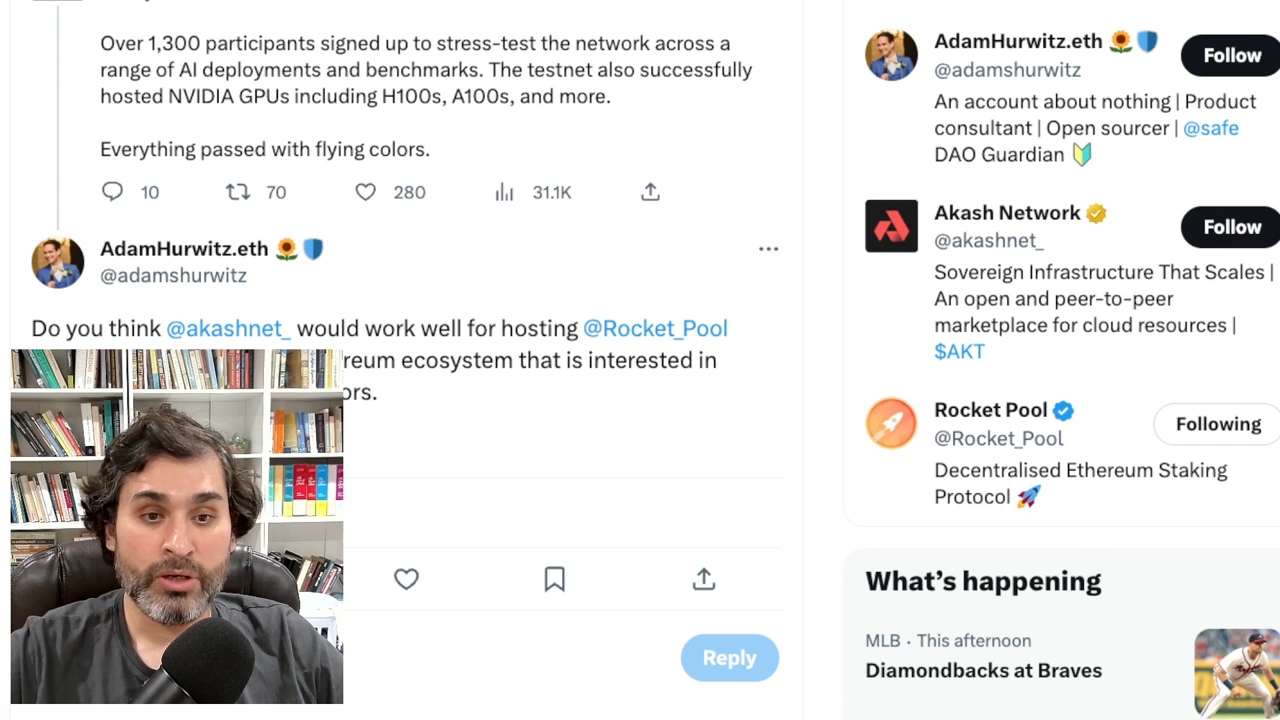 Over 1,300 participants signed up to stress-test the network across a
range of AI deployments and benchmarks. The testnet also successfully
hosted NVIDIA GPUs including H100s, A100s, and more.
Everything passed with flying colors.
10 70 280 31.1K
AdamHurwitz.eth
@adamshurwitz
Do you think @akashnet_ would work well for hosting @Rocket_Pool
reum ecosystem that is interested in
ors.
Reply
AdamHurwitz.eth
@adamshurwitz
Follow
An account about nothing | Product
consultant | Open sourcer | @safe
DAO Guardian
Akash Network
@akashnet_
Follow
Sovereign Infrastructure That Scales |
An open and peer-to-peer
marketplace for cloud resources |
$AKT
Rocket Pool
@Rocket_Pool
Following
Decentralised Ethereum Staking
Protocol
What's happening
MLB · This afternoon
Diamondbacks at Braves